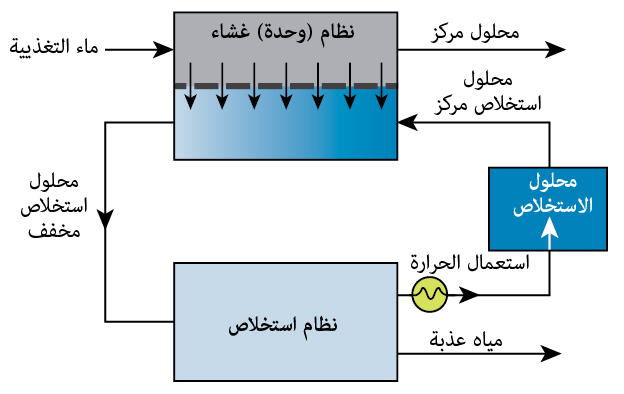 نظام (وحدة) غشاء
ماء التغذيية
محلول مركز
محلول
استخلاص مركز
محلول
الاستخلاص
محلول
استخلاص
مخفف
استعمال الحرارة
نظام استخلاص
مياه عذبة